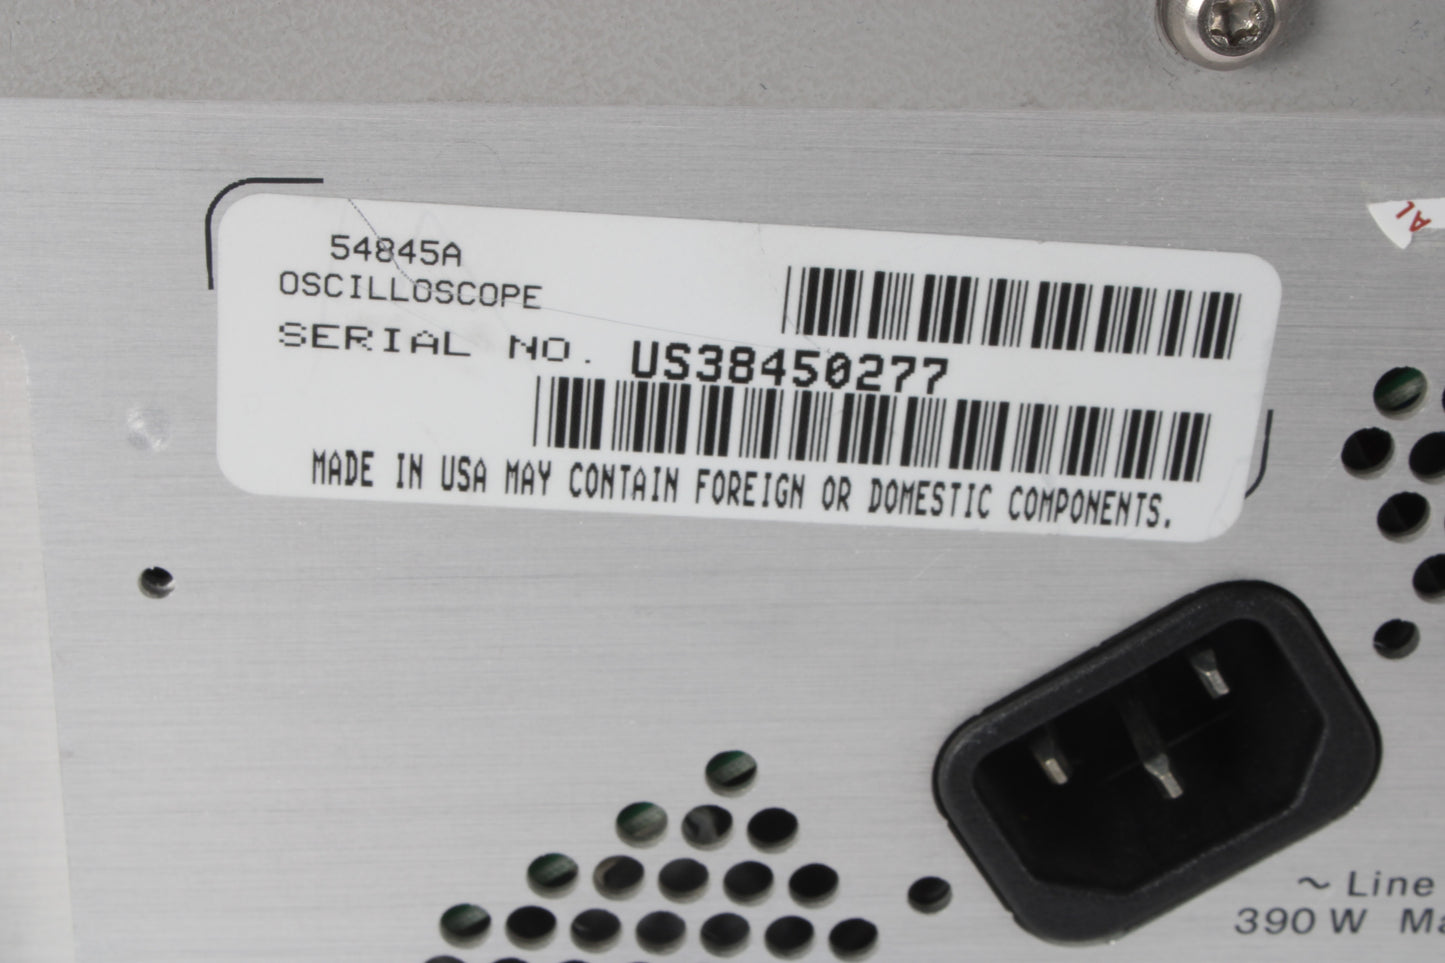 54845A
OSCILLOSCOPE
SERIAL NO. US38450277
MADE IN USA MAY CONTAIN FOREIGN OR DOMESTIC COMPONENTS.
~ Line
390 W